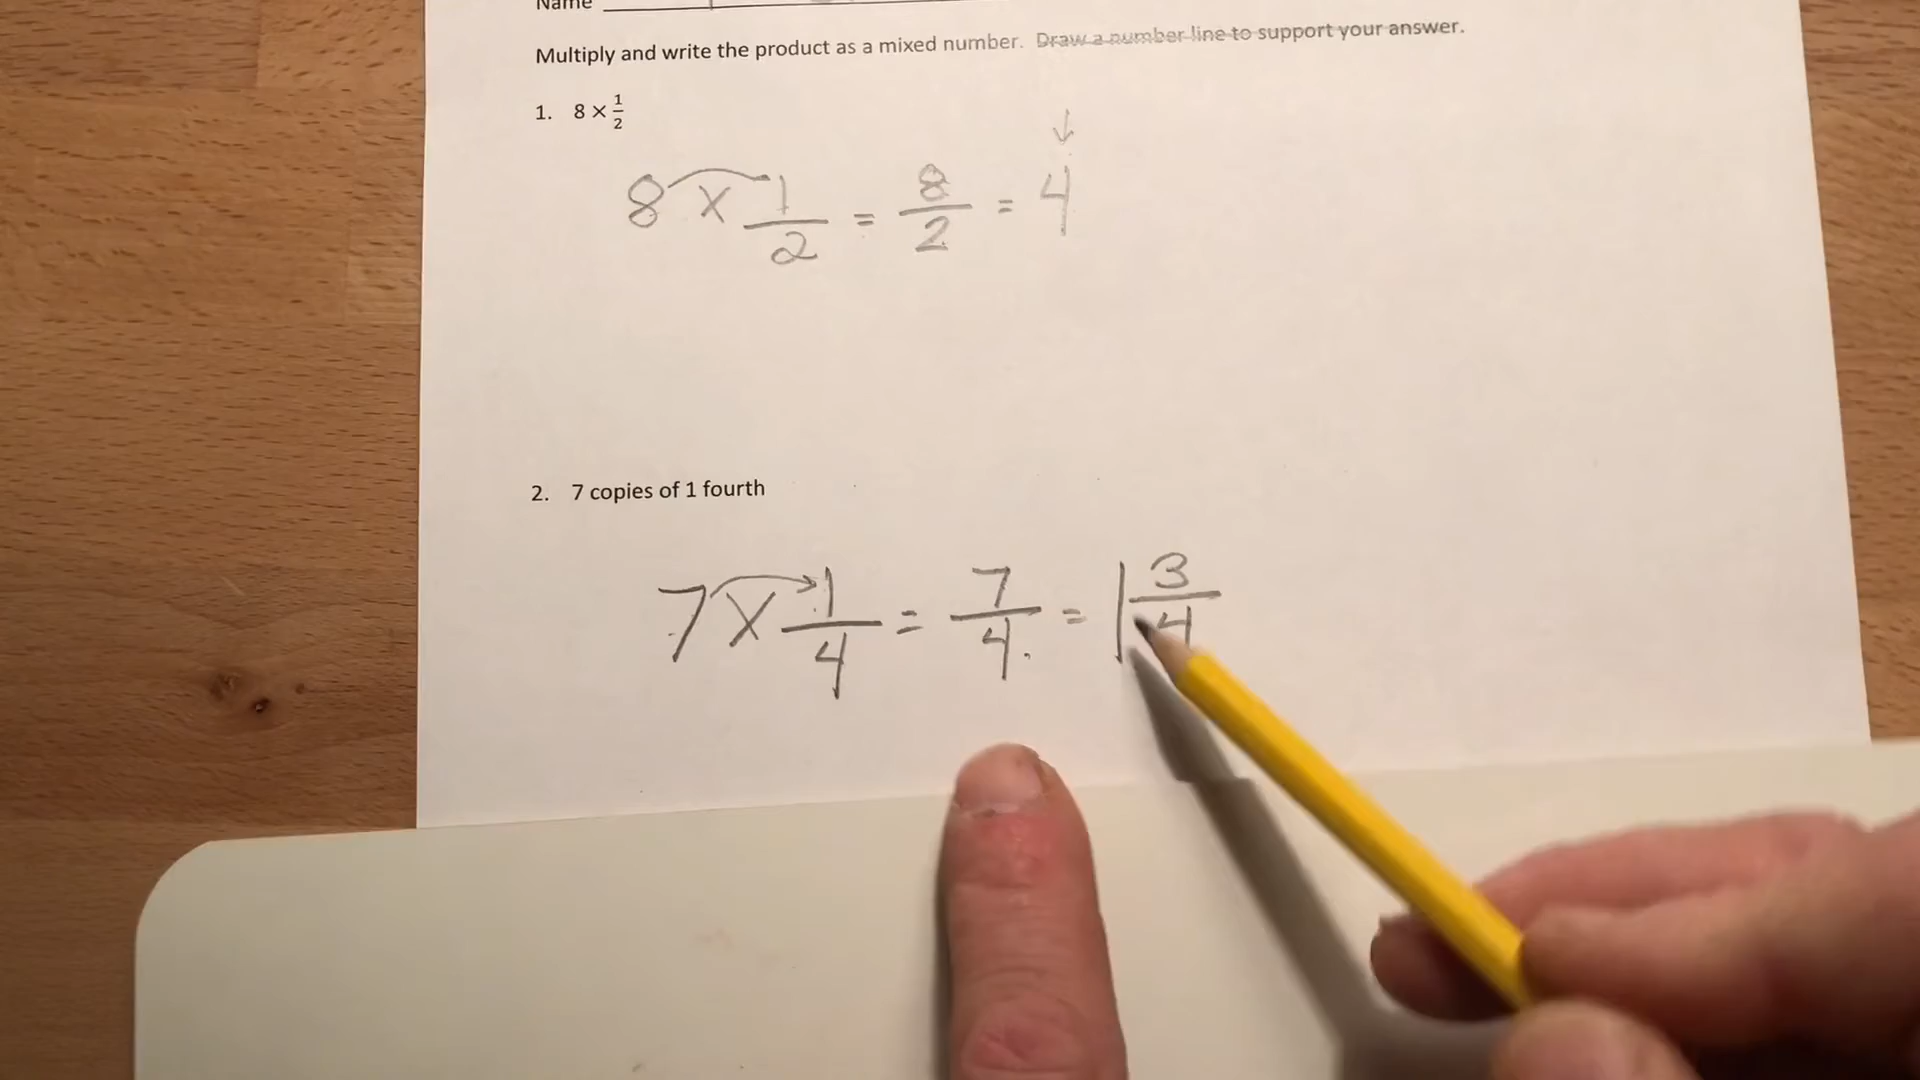 Name
Multiply and write the product as a mixed number. Draw a number line to support your answer.
1. 8 × 1/2
8 × 1/2 = 8/2 = 4
2. 7 copies of 1 fourth
7 × 1/4 = 7/4 = 1 3/4